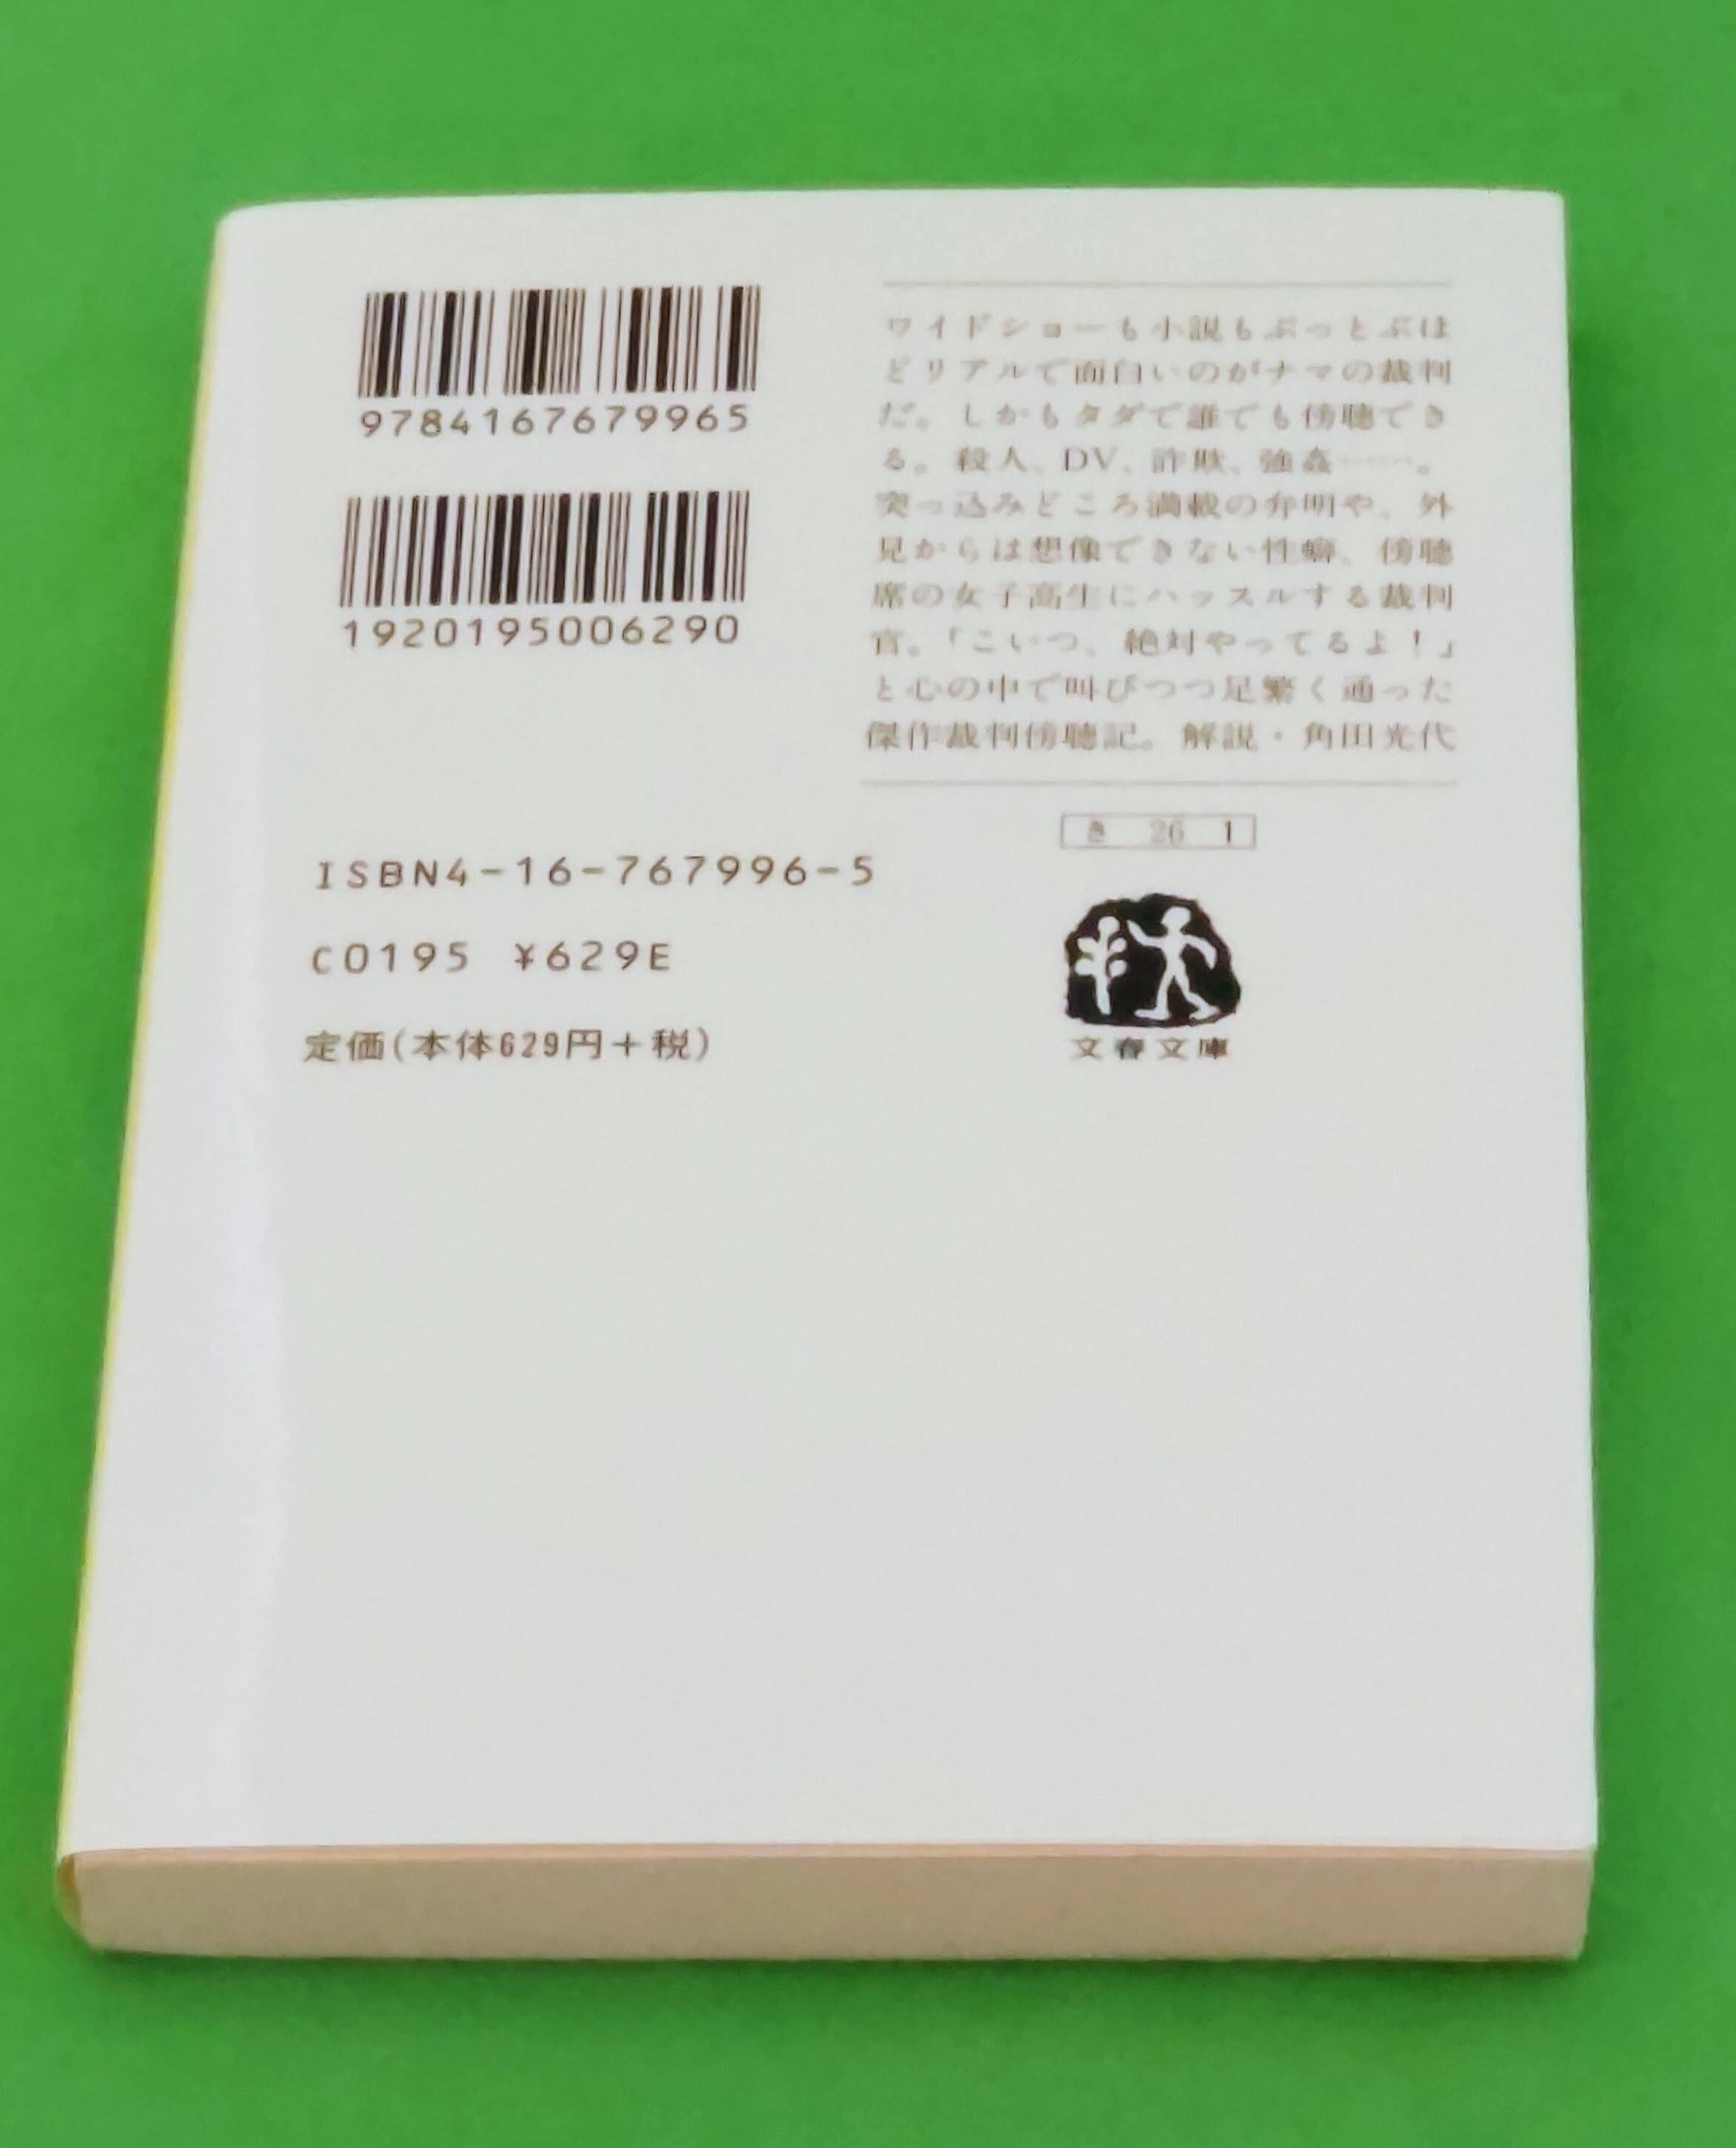 9784167679965
1920195006290
ISBN4-16-767996-5
C0195 ¥629E
定価(本体629円+税)
ワイドショーも小説もぶっとぶほ
どリアルで面白いのがナマの裁判
だ。しかもタダで誰でも傍聴でき
る。殺人、DV、詐欺、強姦……。
突っ込みどころ満載の弁明や、外
見からは想像できない性癖、傍聴
席の女子高生にハッスルする裁判
官。「こいつ、絶対やってるよ！」
と心の中で叫びつつ足繁く通った
傑作裁判傍聴記。解説・角田光代
き 26 1
文春文庫